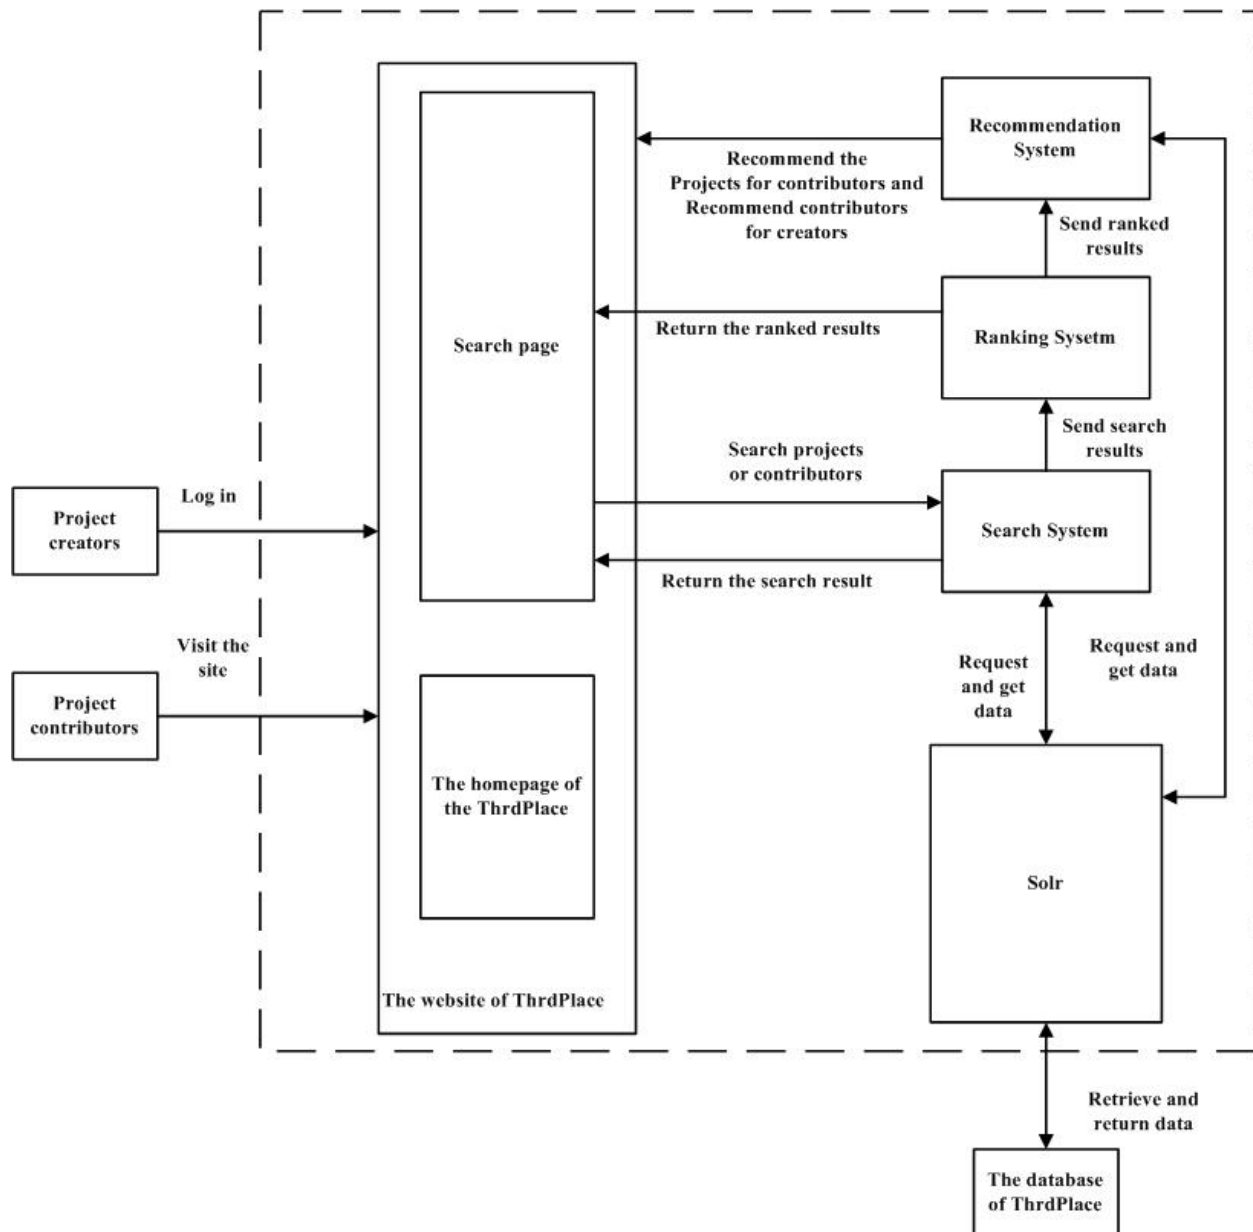 Recommendation
System
Recommend the
Projects for contributors and
Recommend contributors
for creators
Send ranked
results
Search page
Return the ranked results
Ranking Sysetm
Send search
results
Search projects
or contributors
Log in
Project
creators
Search System
Return the search result
Visit the
site
Request
and get
data
Request and
get data
Project
contributors
The homepage of
the ThrdPlace
Solr
The website of ThrdPlace
Retrieve and
return data
The database
of ThrdPlace